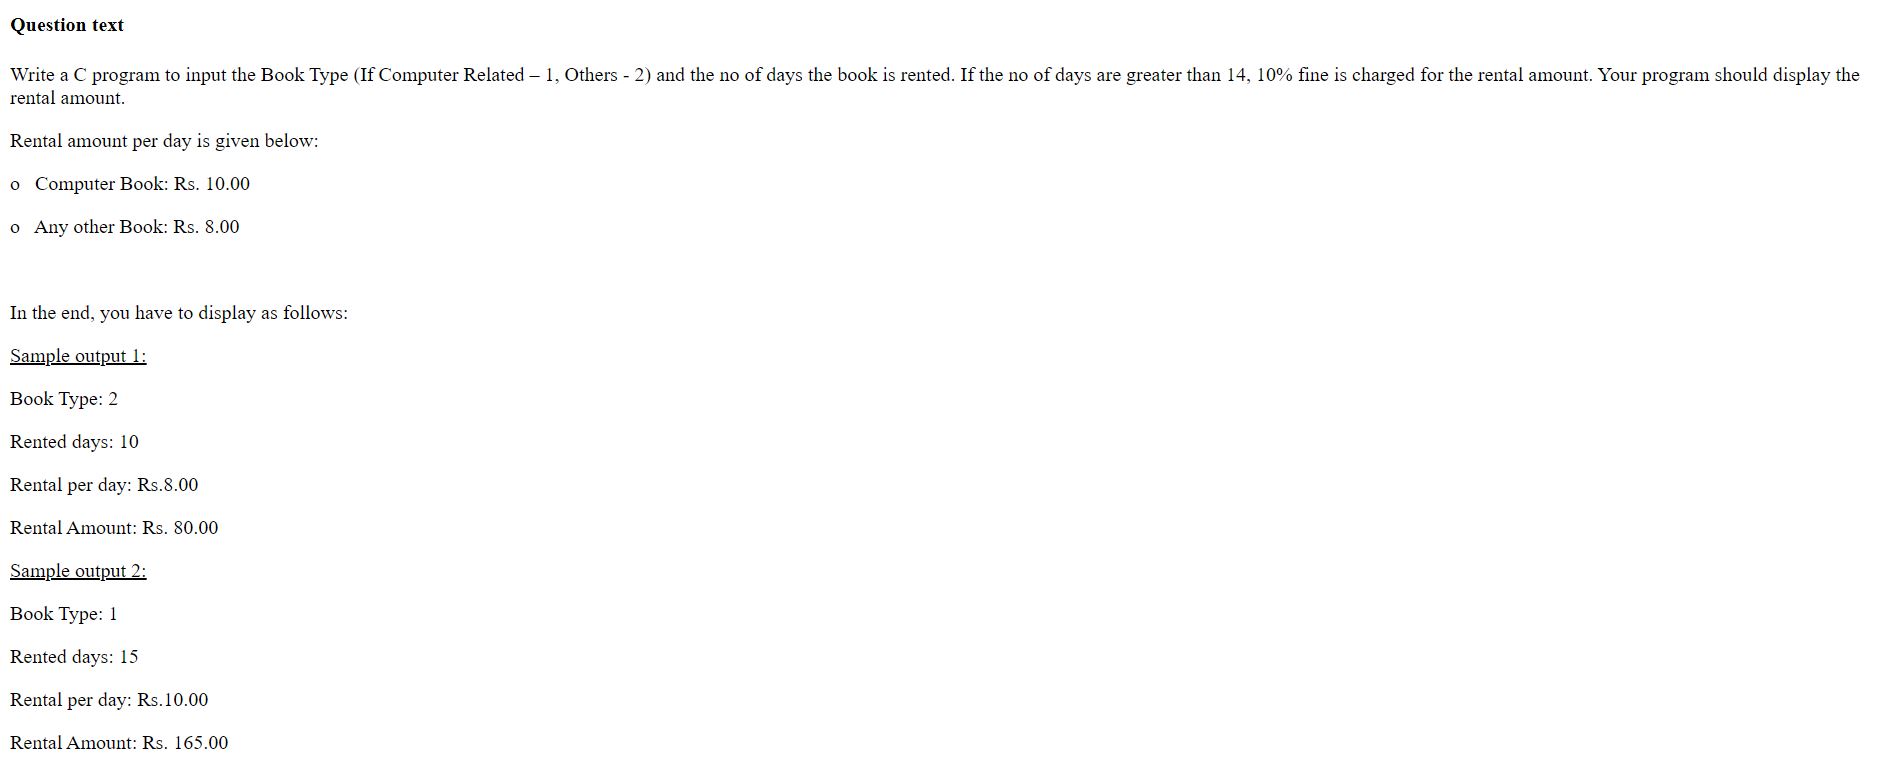 Question text
Write a C program to input the Book Type (If Computer Related – 1, Others - 2) and the no of days the book is rented. If the no of days are greater than 14, 10% fine is charged for the rental amount. Your program should display the
rental amount.
Rental amount per day is given below:
o Computer Book: Rs. 10.00
o Any other Book: Rs. 8.00
In the end, you have to display as follows:
Sample output 1:
Book Type: 2
Rented days: 10
Rental per day: Rs.8.00
Rental Amount: Rs. 80.00
Sample output 2:
Book Type: 1
Rented days: 15
Rental per day: Rs.10.00
Rental Amount: Rs. 165.00